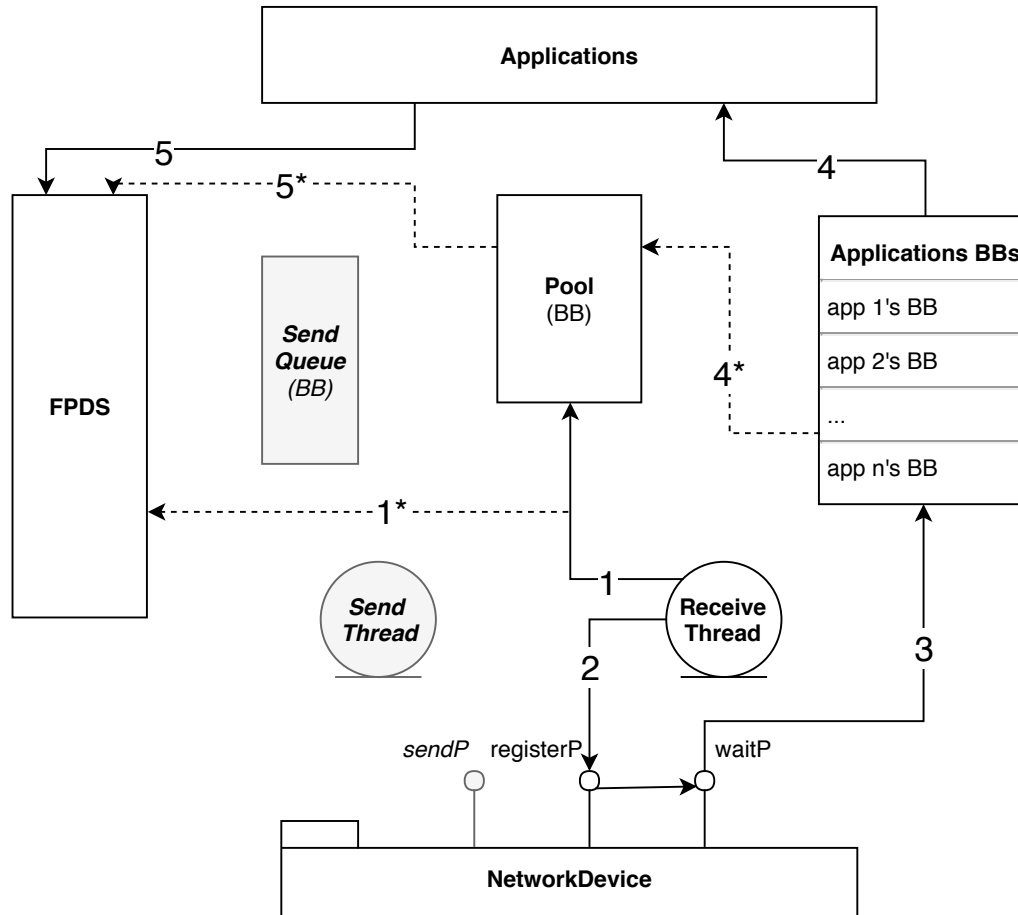 Applications
5
4
5*
Applications BBs
Pool
(BB)
app 1's BB
Send
Queue
(BB)
app 2's BB
4*
FPDS
...
app n's BB
1*
1
Send
Thread
Receive
Thread
2
3
sendP
registerP
waitP
NetworkDevice